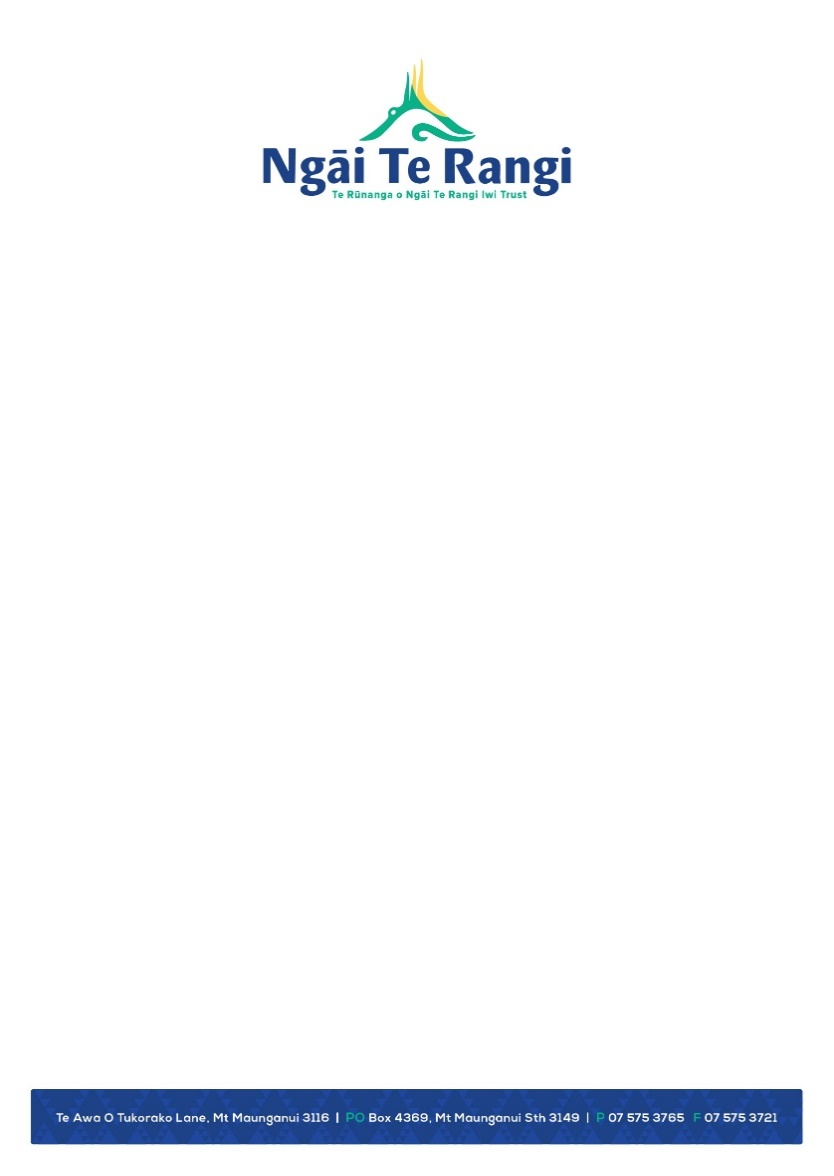 Ngāi Te Rangi
Te Rūnanga o Ngāi Te Rangi Iwi Trust
Te Awa O Tukorako Lane, Mt Maunganui 3116 | PO Box 4369, Mt Maunganui Sth 3149 | P 07 575 3765 F 07 575 3721